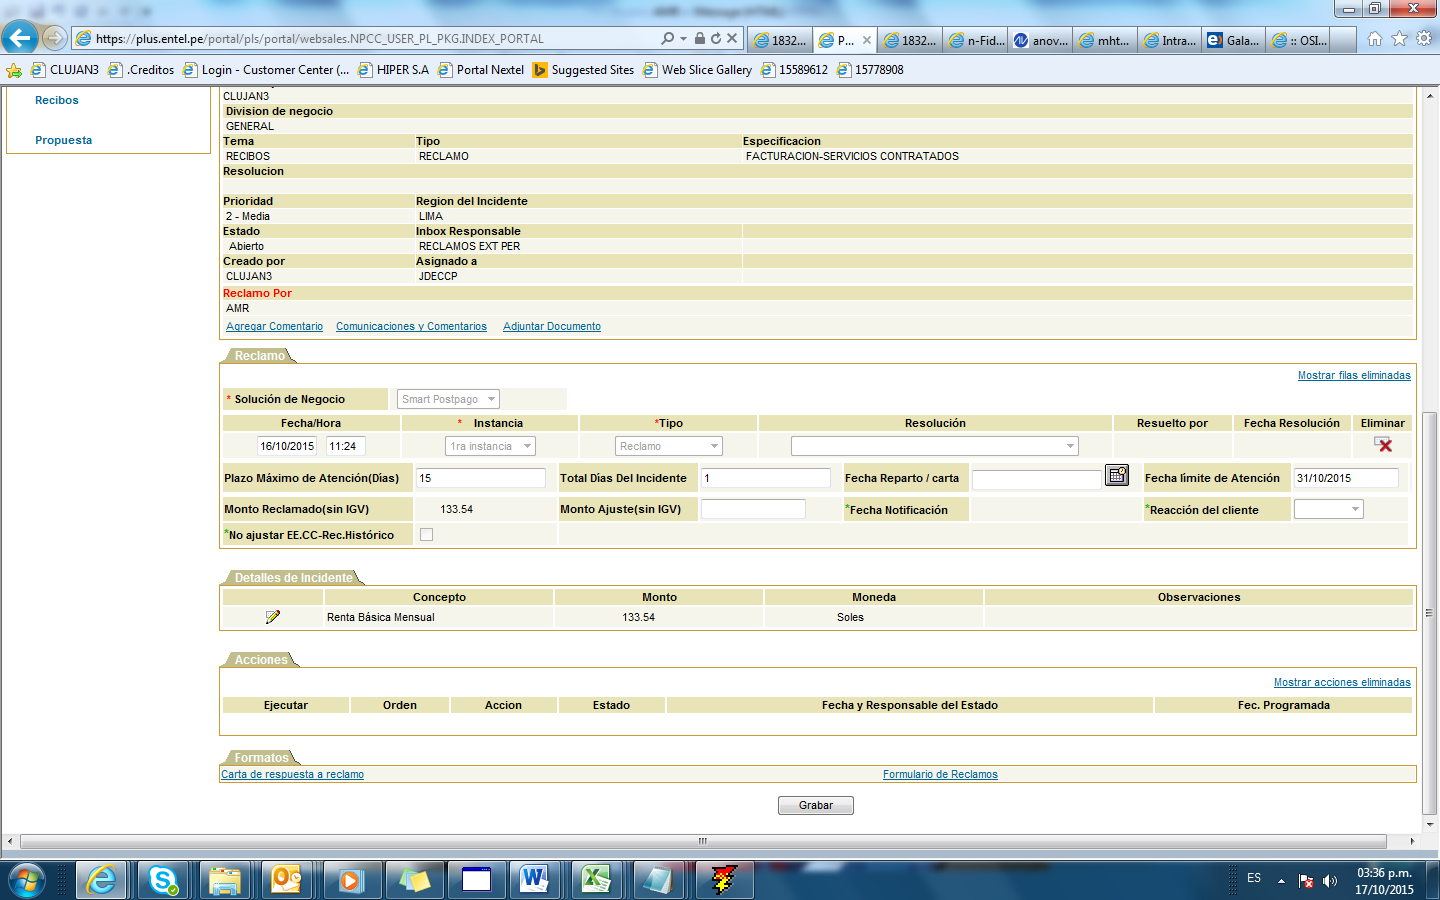 https://plus.entel.pe/portal/pls/portal/websales.NPCC_USER_PL_PKG.INDEX_PORTAL
1832... P... 1832... n-Fid... anov... mht... Intra... Gala... :: OSI...
CLUJAN3 .Creditos Login - Customer Center (... HIPER S.A Portal Nextel Suggested Sites Web Slice Gallery 15589612 15778908
Recibos
Propuesta
CLUJAN3
Division de negocio
GENERAL
Tema Tipo Especificacion
RECIBOS RECLAMO FACTURACION-SERVICIOS CONTRATADOS
Resolucion
Prioridad Region del Incidente
2 - Media LIMA
Estado Inbox Responsable
Abierto RECLAMOS EXT PER
Creado por Asignado a
CLUJAN3 JDECCP
Reclamo Por
AMR
Agregar Comentario Comunicaciones y Comentarios Adjuntar Documento
Reclamo
Mostrar filas eliminadas
* Solución de Negocio Smart Postpago
Fecha/Hora * Instancia *Tipo Resolución Resuelto por Fecha Resolución Eliminar
16/10/2015 11:24 1ra instancia Reclamo
Plazo Máximo de Atención(Días) 15 Total Días Del Incidente 1 Fecha Reparto / carta Fecha límite de Atención 31/10/2015
Monto Reclamado(sin IGV) 133.54 Monto Ajuste(sin IGV) *Fecha Notificación *Reacción del cliente
*No ajustar EE.CC-Rec.Histórico
Detalles de Incidente
Concepto Monto Moneda Observaciones
Renta Básica Mensual 133.54 Soles
Acciones
Mostrar acciones eliminadas
Ejecutar Orden Accion Estado Fecha y Responsable del Estado Fec. Programada
Formatos
Carta de respuesta a reclamo Formulario de Reclamos
Grabar
ES 03:36 p.m.
17/10/2015